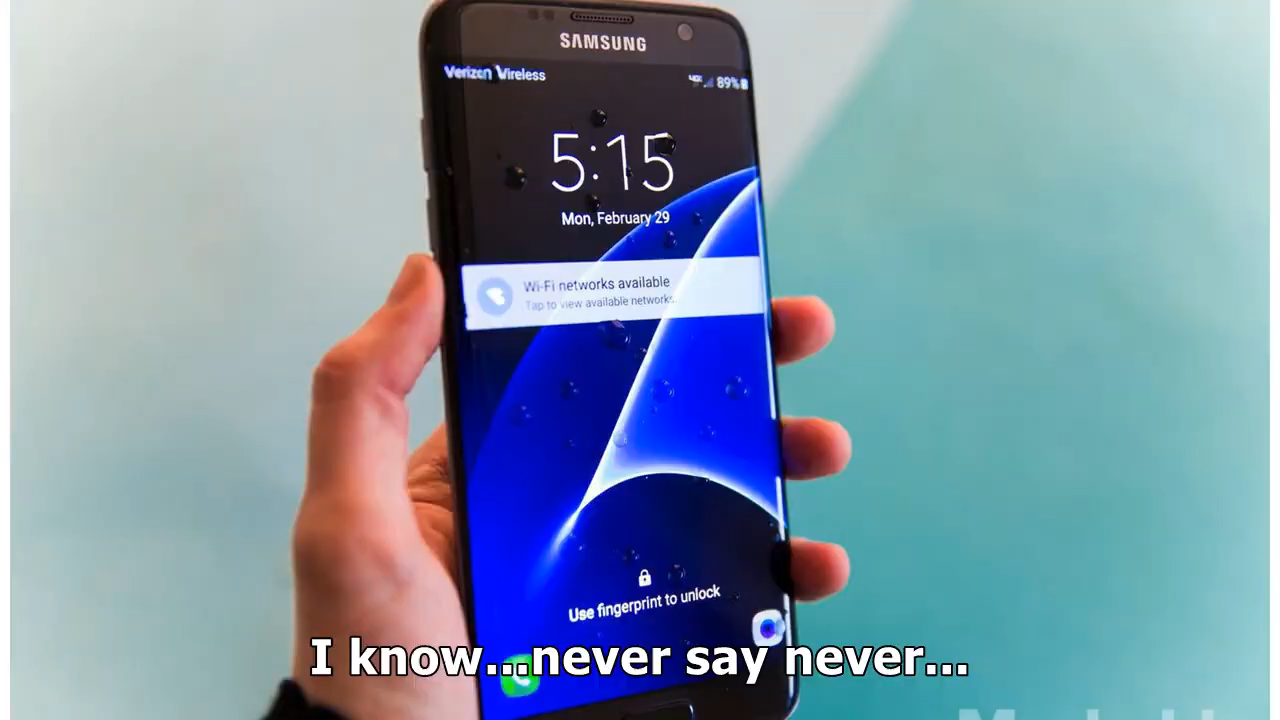 SAMSUNG
Verizon Wireless
89%
5:15
Mon, February 29
Wi-Fi networks available
Tap to view available networks.
Use fingerprint to unlock
I know...never say never...